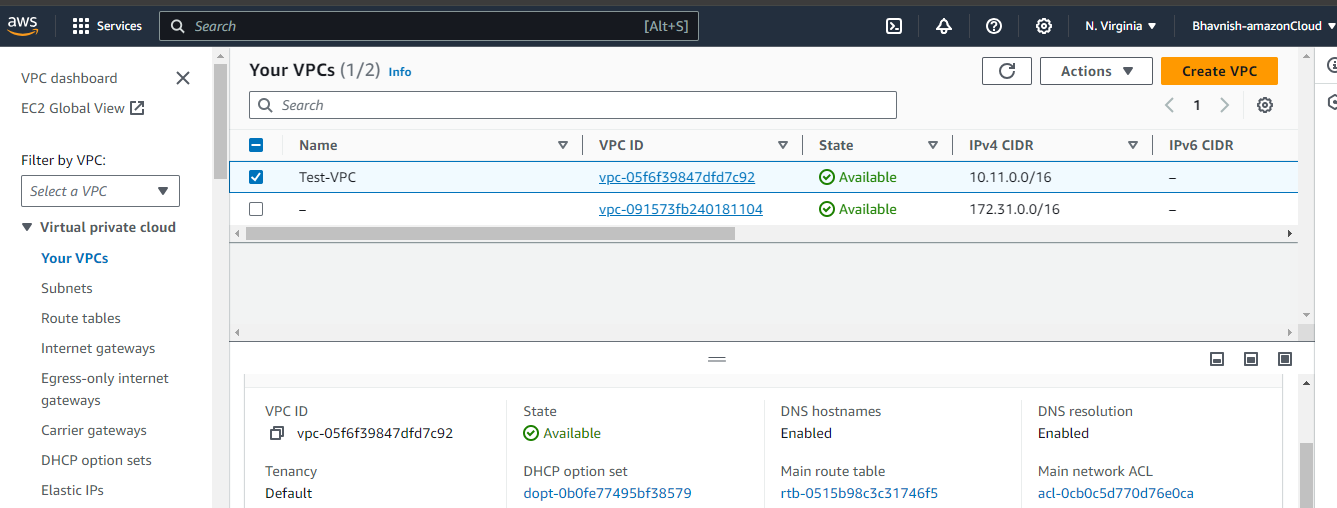 aws
Services
Search
[Alt+S]
N. Virginia
Bhavnish-amazonCloud
VPC dashboard
EC2 Global View
Filter by VPC:
Select a VPC
Virtual private cloud
Your VPCs
Subnets
Route tables
Internet gateways
Egress-only internet
gateways
Carrier gateways
DHCP option sets
Elastic IPs
Your VPCs (1/2) Info
Actions
Create VPC
Search
1
Name VPC ID State IPv4 CIDR IPv6 CIDR
Test-VPC vpc-05f6f39847dfd7c92 Available 10.11.0.0/16 –
– vpc-091573fb240181104 Available 172.31.0.0/16 –
VPC ID
vpc-05f6f39847dfd7c92
State
Available
DNS hostnames
Enabled
DNS resolution
Enabled
Tenancy
Default
DHCP option set
dopt-0b0fe77495bf38579
Main route table
rtb-0515b98c3c31746f5
Main network ACL
acl-0cb0c5d770d76e0ca